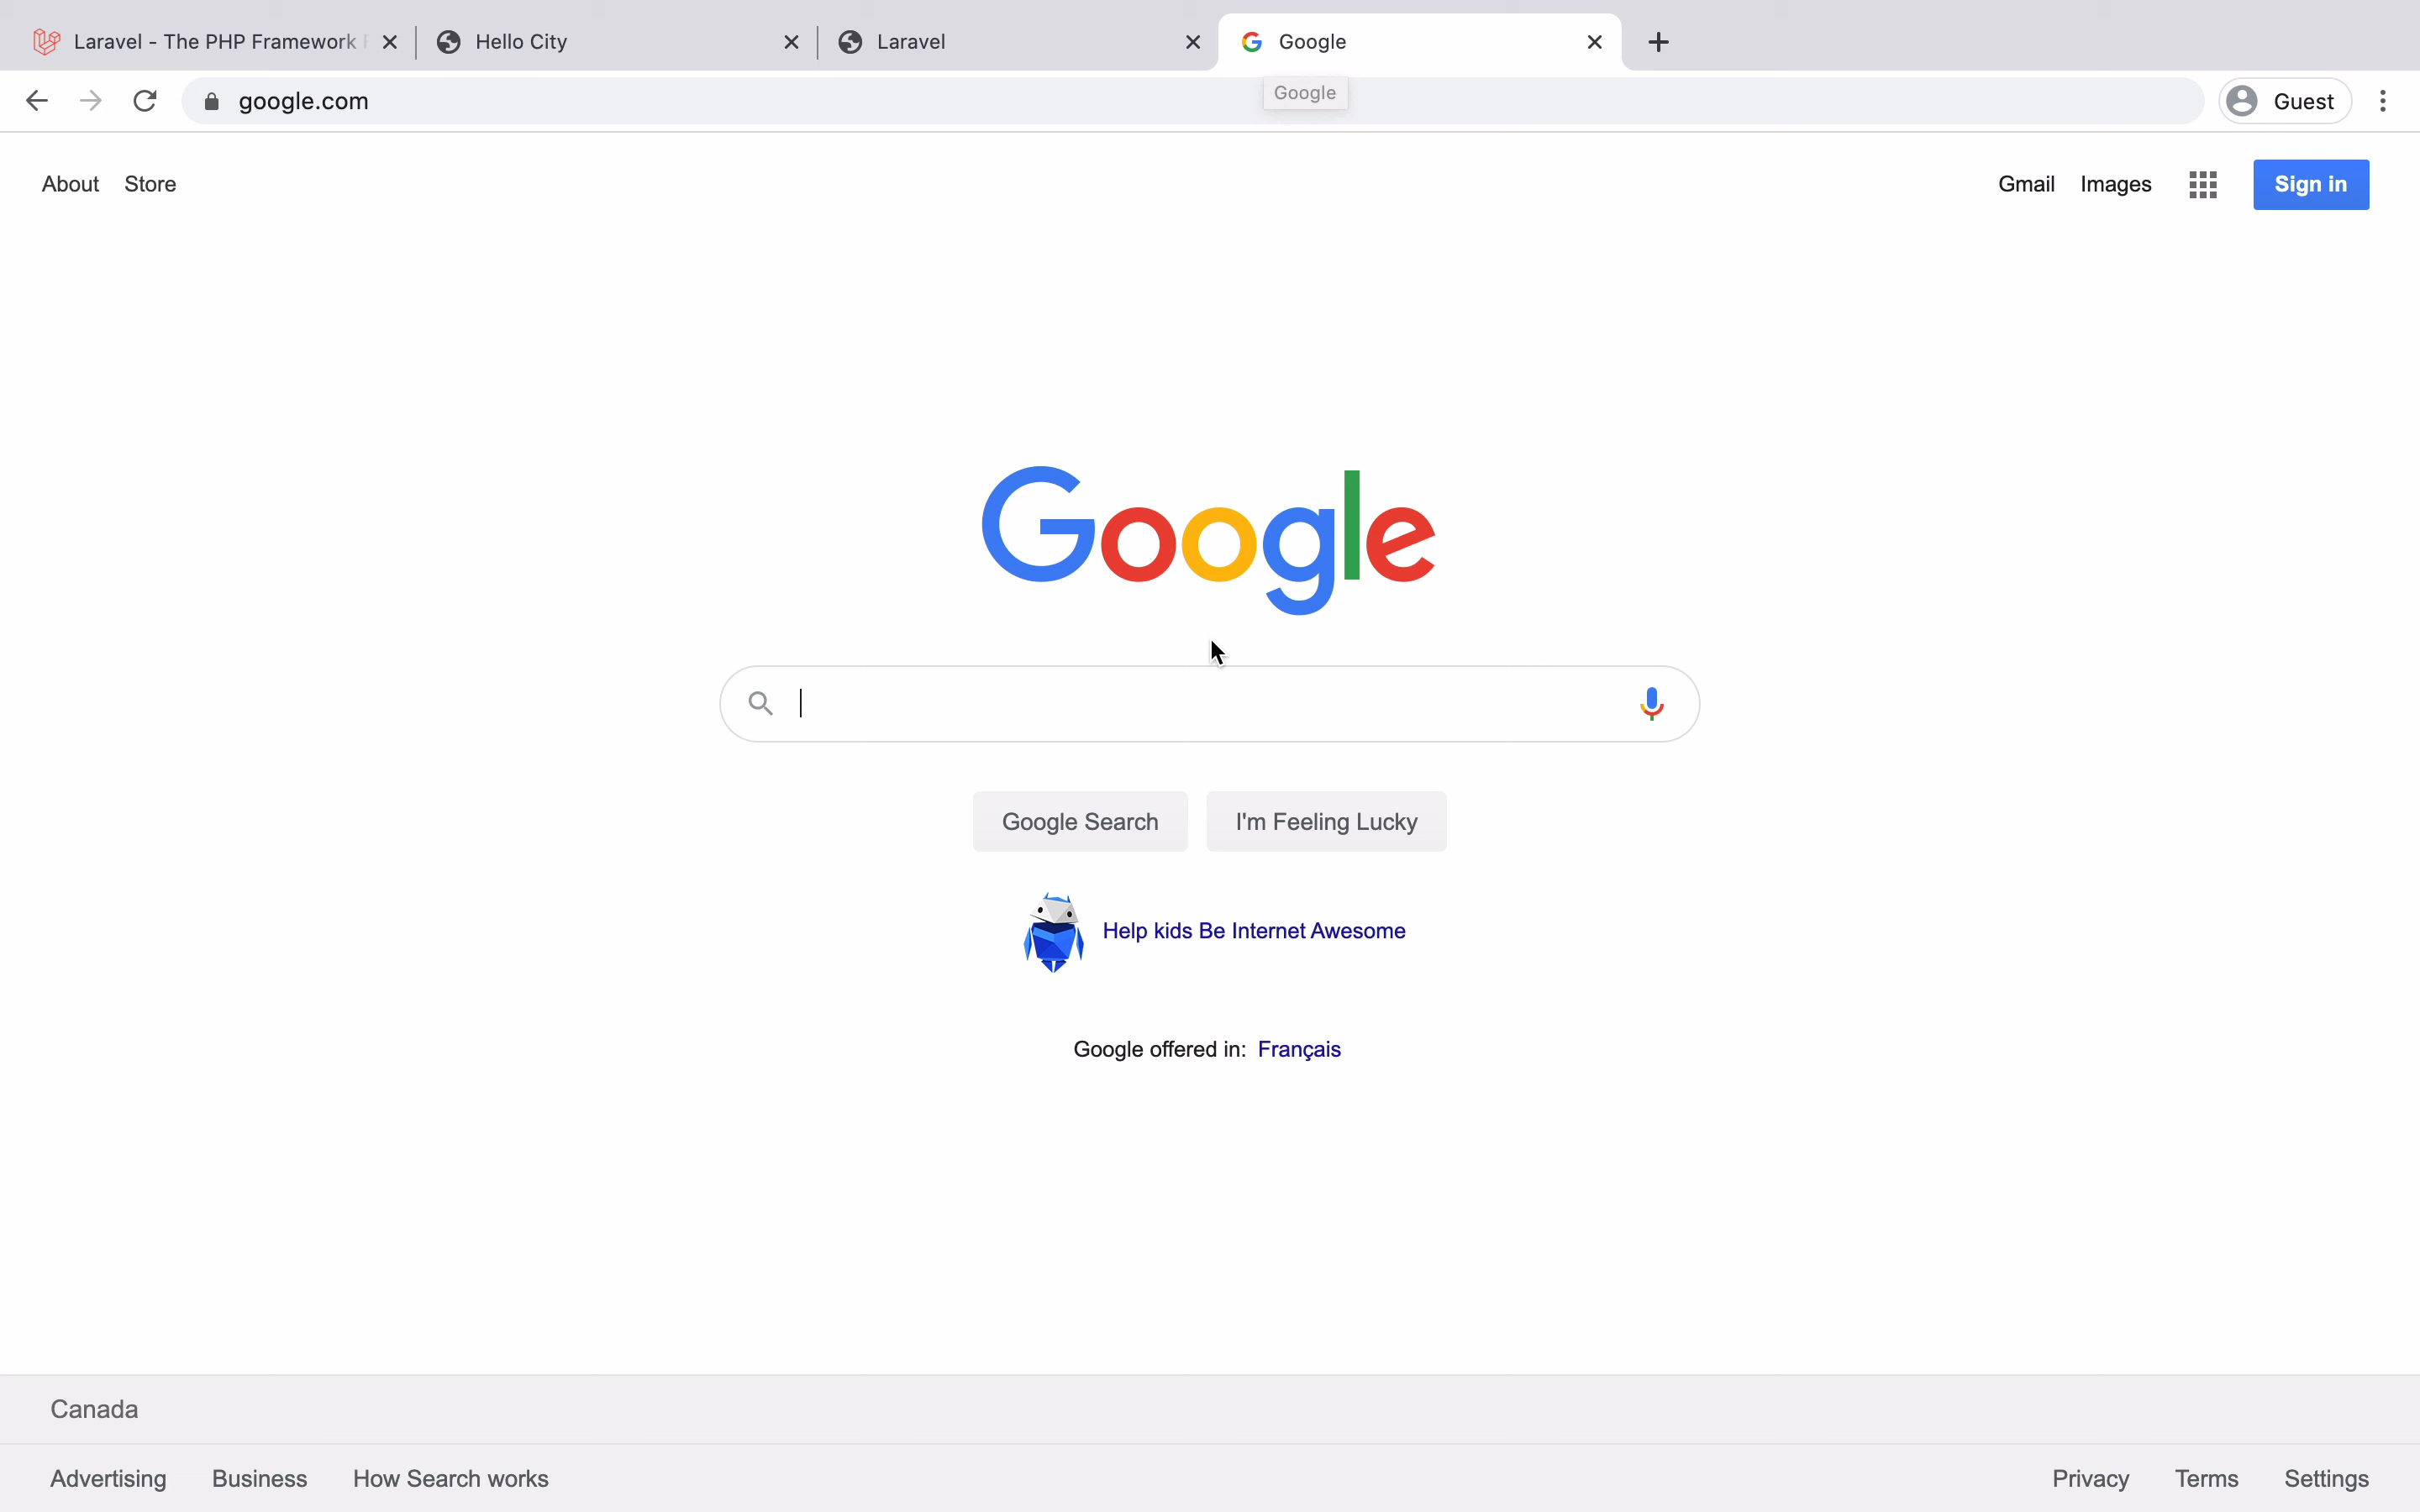 Laravel - The PHP Framework
Hello City
Laravel
Google
google.com
Google
Guest
About
Store
Gmail
Images
Sign in
Google
Google Search
I'm Feeling Lucky
Help kids Be Internet Awesome
Google offered in: Français
Canada
Advertising
Business
How Search works
Privacy
Terms
Settings